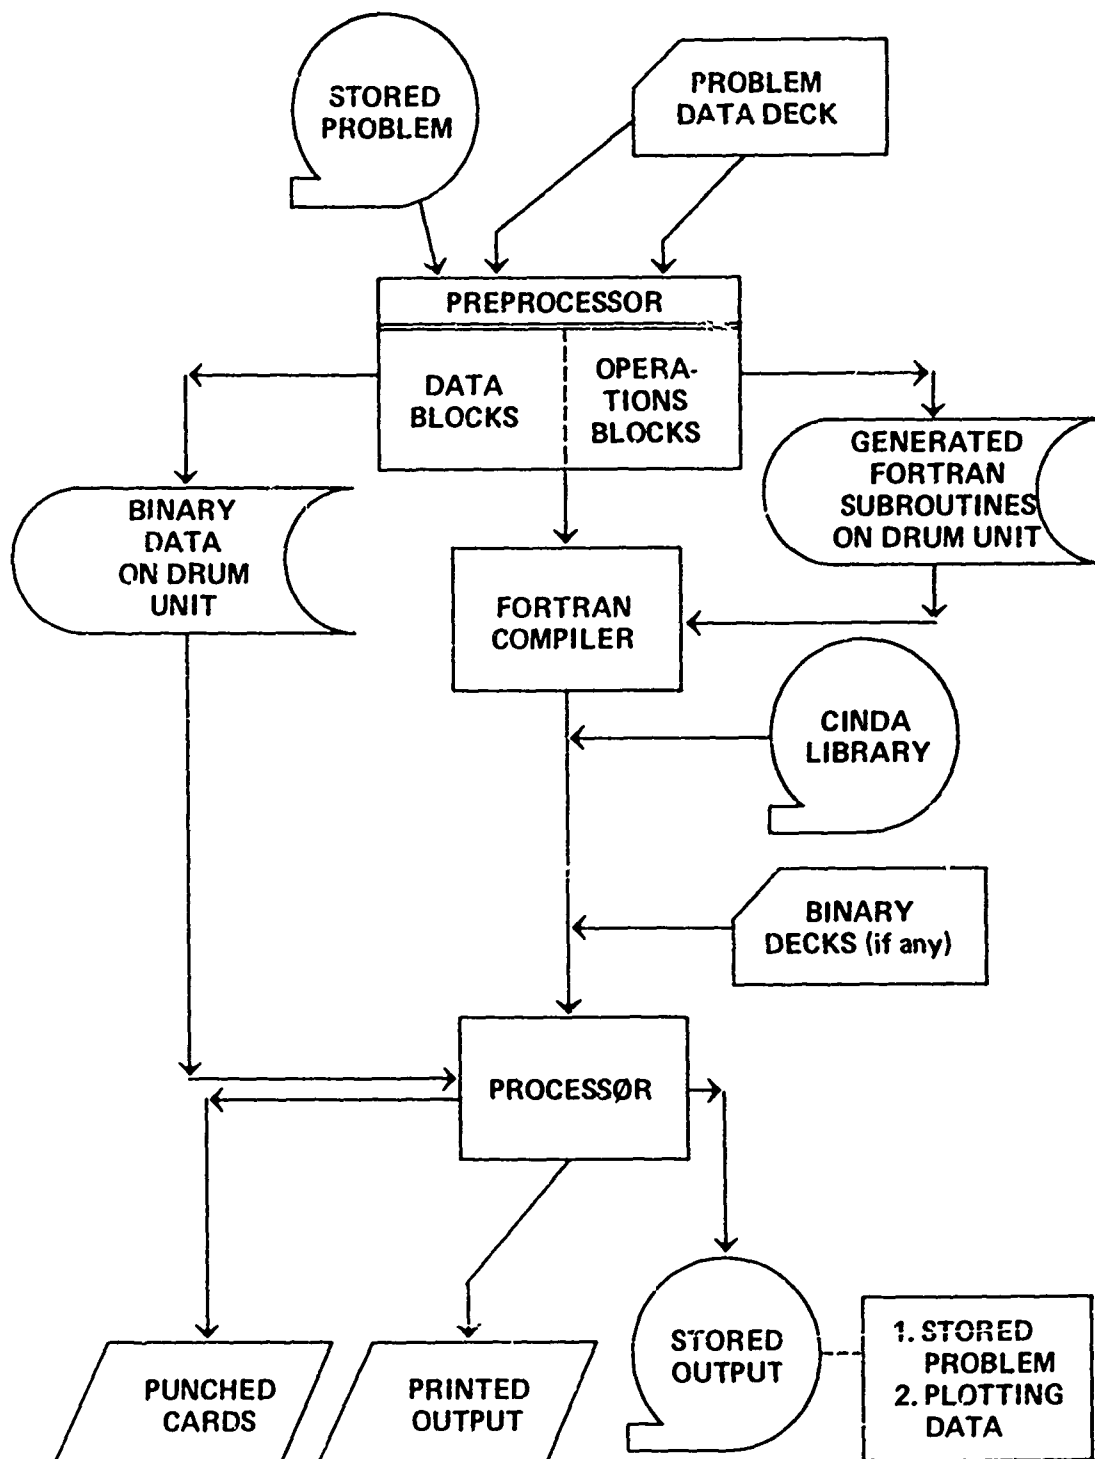 STORED
PROBLEM
PROBLEM
DATA DECK
PREPROCESSOR
DATA
BLOCKS
OPERA-
TIONS
BLOCKS
BINARY
DATA
ON DRUM
UNIT
GENERATED
FORTRAN
SUBROUTINES
ON DRUM UNIT
FORTRAN
COMPILER
CINDA
LIBRARY
BINARY
DECKS (if any)
PROCESSØR
PUNCHED
CARDS
PRINTED
OUTPUT
STORED
OUTPUT
1. STORED
PROBLEM
2. PLOTTING
DATA